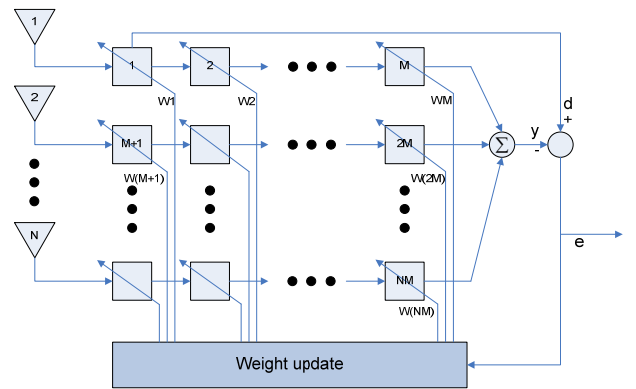 1
1
2
M
W1
W2
WM
d
+
2
M+1
2M
Σ
y
-
W(M+1)
W(2M)
N
e
NM
W(NM)
Weight update